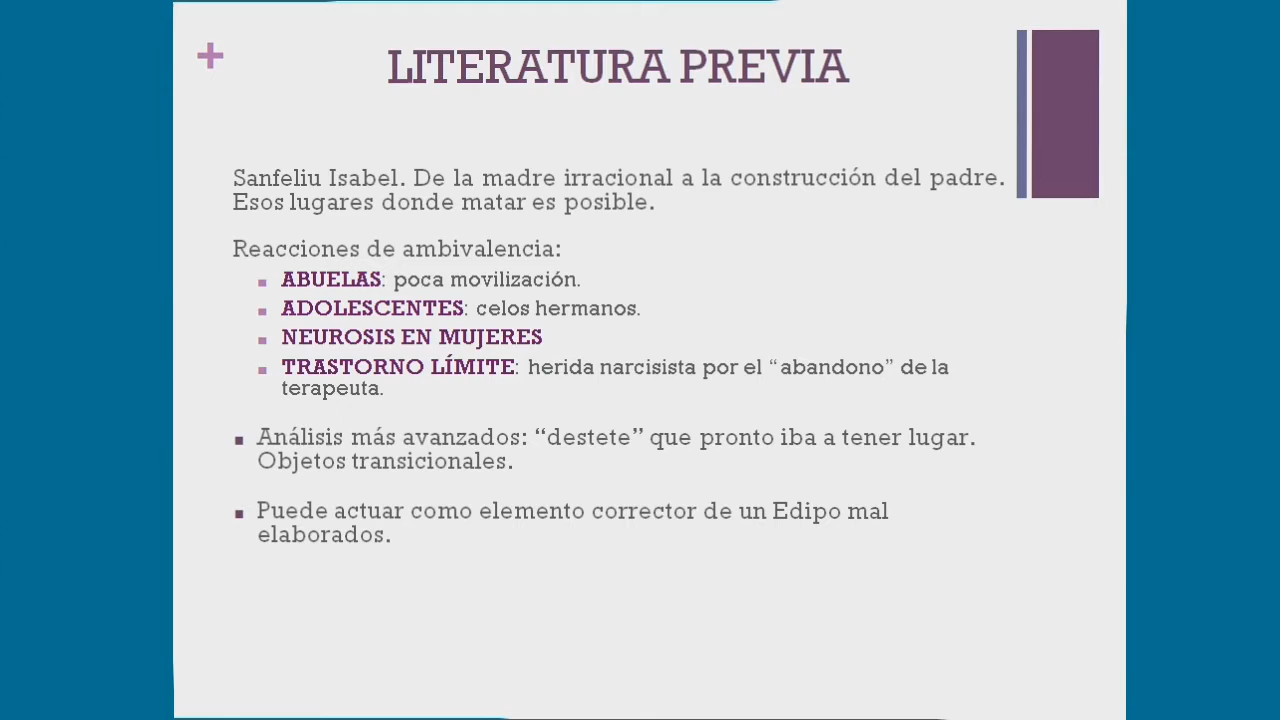 LITERATURA PREVIA
Sanfeliu Isabel. De la madre irracional a la construcción del padre.
Esos lugares donde matar es posible.
Reacciones de ambivalencia:
ABUELAS: poca movilización.
ADOLESCENTES: celos hermanos.
NEUROSIS EN MUJERES
TRASTORNO LÍMITE: herida narcisista por el “abandono” de la
terapeuta.
Análisis más avanzados: “destete” que pronto iba a tener lugar.
Objetos transicionales.
Puede actuar como elemento corrector de un Edipo mal
elaborados.